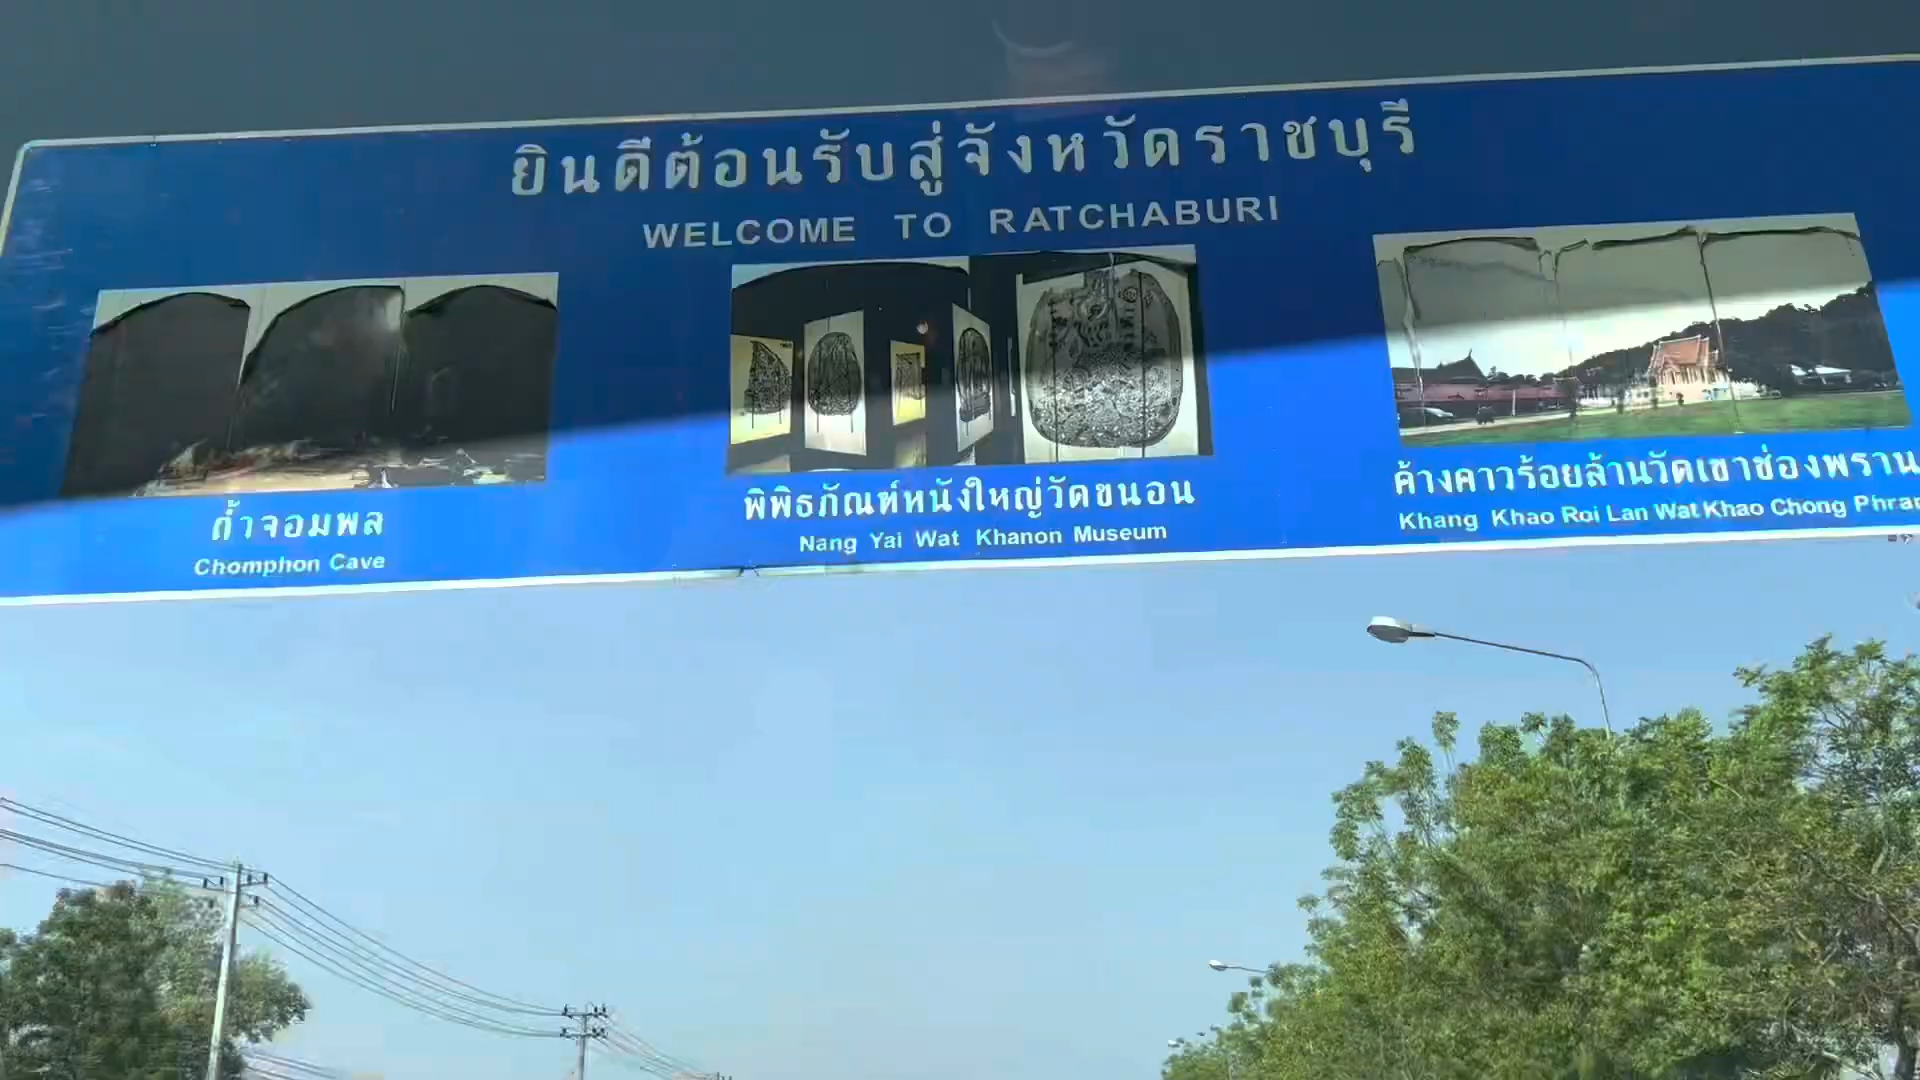 ยินดีต้อนรับสู่จังหวัดราชบุรี
WELCOME TO RATCHABURI
ถ้ำจอมพล
Chomphon Cave
พิพิธภัณฑ์หนังใหญ่วัดขนอน
Nang Yai Wat Khanon Museum
ค้างคาวร้อยล้านวัดเขาช่องพราน
Khang Khao Roi Lan Wat Khao Chong Phran